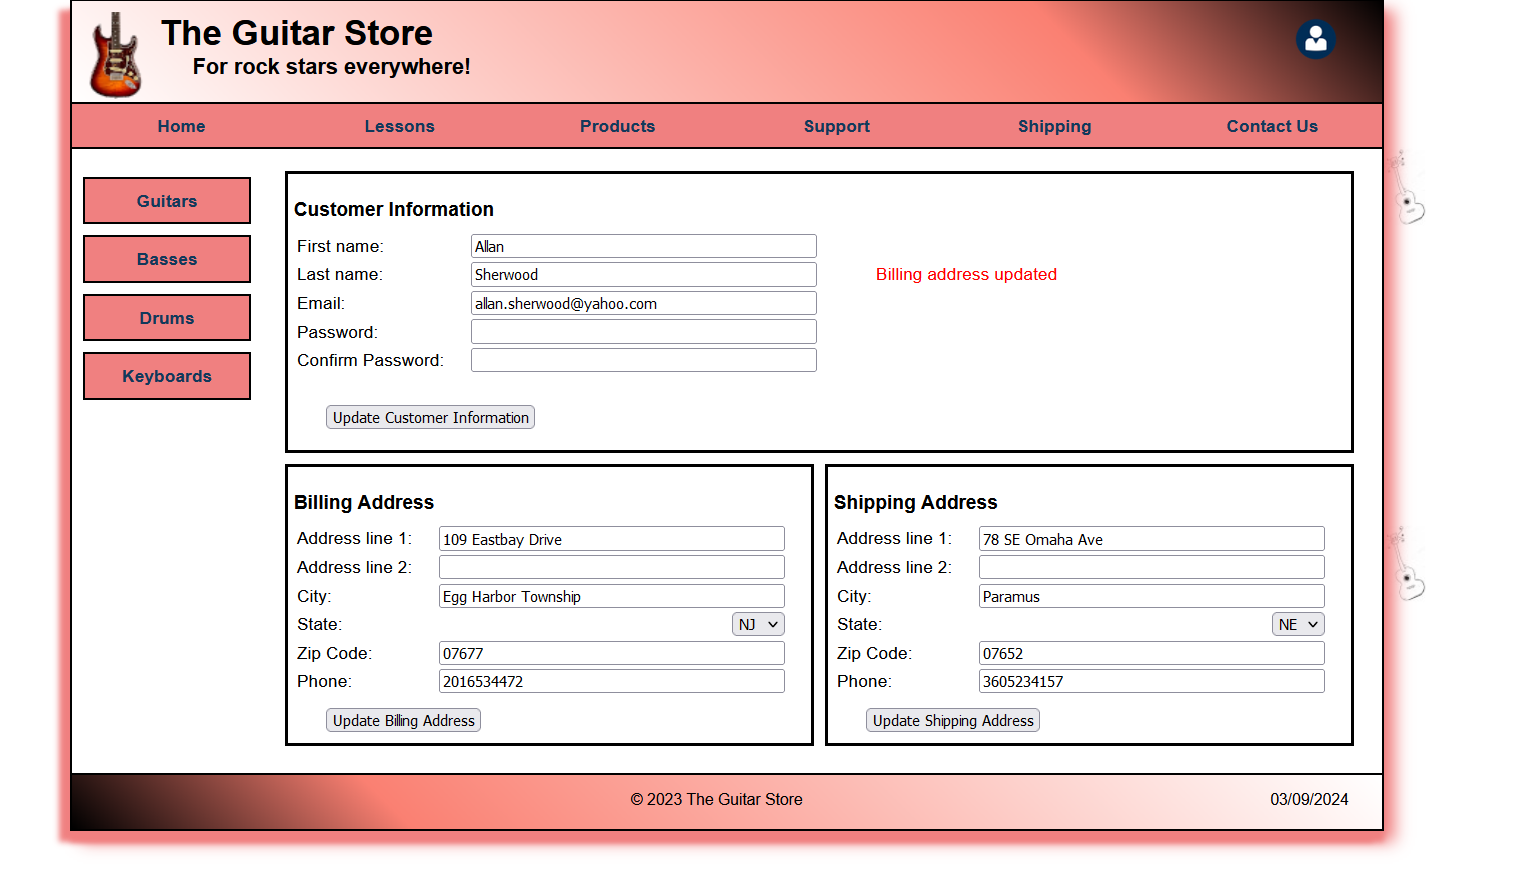 The Guitar Store
For rock stars everywhere!
Home Lessons Products Support Shipping Contact Us
Guitars
Basses
Drums
Keyboards
Customer Information
First name: Allan
Last name: Sherwood
Billing address updated
Email: allan.sherwood@yahoo.com
Password:
Confirm Password:
Update Customer Information
Billing Address
Address line 1: 109 Eastbay Drive
Address line 2:
City: Egg Harbor Township
State: NJ
Zip Code: 07677
Phone: 2016534472
Update Billing Address
Shipping Address
Address line 1: 78 SE Omaha Ave
Address line 2:
City: Paramus
State: NE
Zip Code: 07652
Phone: 3605234157
Update Shipping Address
© 2023 The Guitar Store
03/09/2024